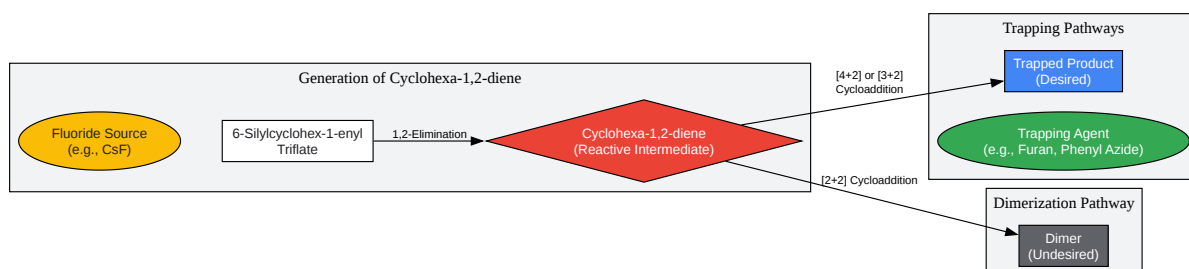 Generation of Cyclohexa-1,2-diene
Fluoride Source
(e.g., CsF)
6-Silylcyclohex-1-enyl
Triflate
1,2-Elimination
Cyclohexa-1,2-diene
(Reactive Intermediate)
[4+2] or [3+2]
Cycloaddition
[2+2] Cycloaddition
Trapping Pathways
Trapped Product
(Desired)
Trapping Agent
(e.g., Furan, Phenyl Azide)
Dimerization Pathway
Dimer
(Undesired)